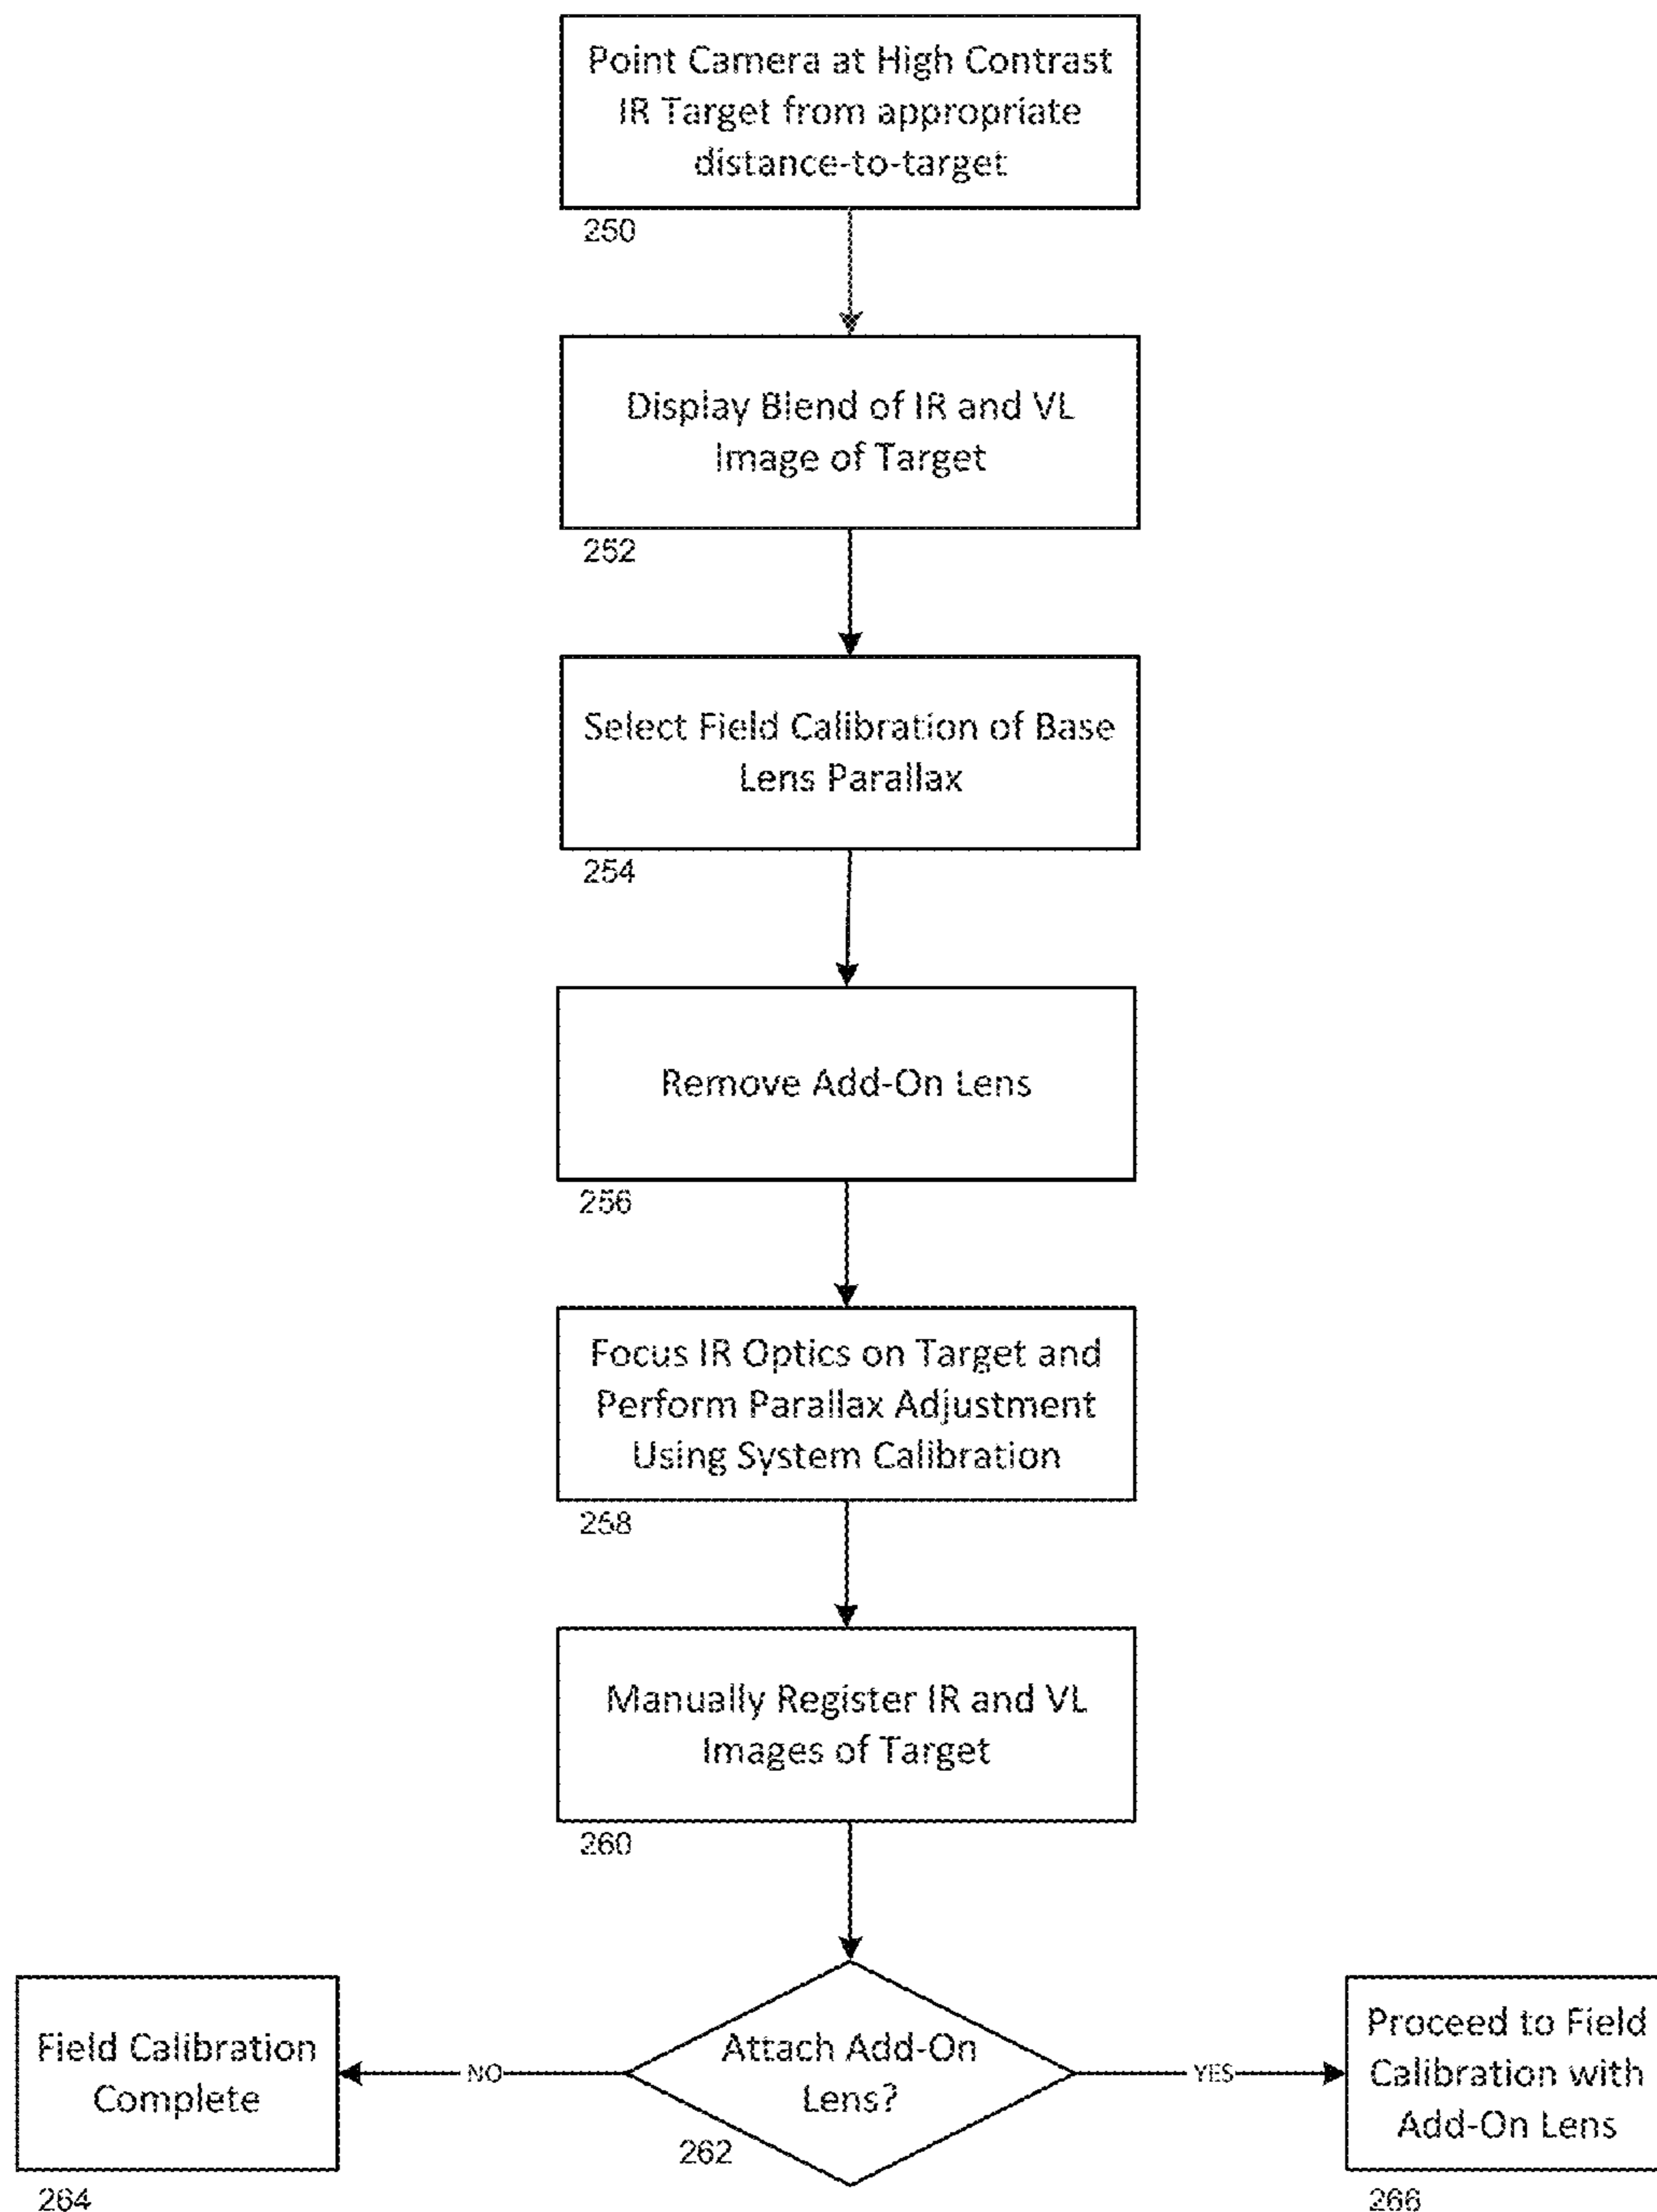 Point Camera at High Contrast
IR Target from appropriate
distance-to-target
250
Display Blend of IR and VL
Image of Target
252
Select Field Calibration of Base
Lens Parallax
254
Remove Add-On Lens
256
Focus IR Optics on Target and
Perform Parallax Adjustment
Using System Calibration
258
Manually Register IR and VL
Images of Target
260
Field Calibration
Complete
264
NO
Attach Add-On
Lens?
262
YES
Proceed to Field
Calibration with
Add-On Lens
266